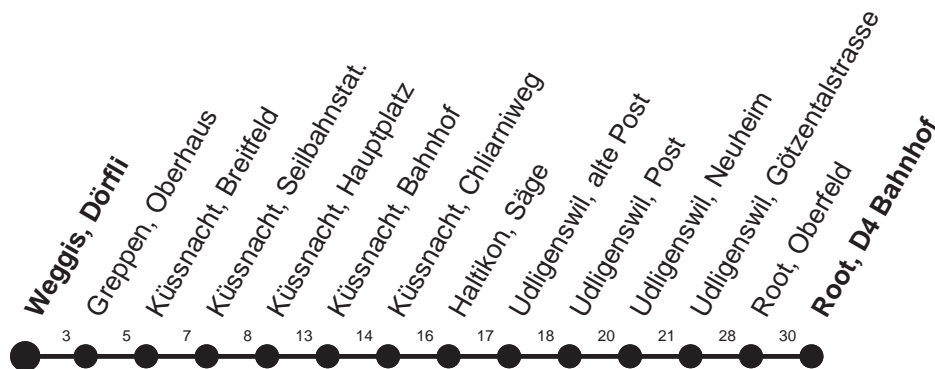 Weggis, Dörfli
Greppen, Oberhaus
Küssnacht, Breitfeld
Küssnacht, Seilbahnstat.
Küssnacht, Hauptplatz
Küssnacht, Bahnhof
Küssnacht, Chliarniweg
Haltikon, Säge
Udligenswil, alte Post
Udligenswil, Post
Udligenswil, Neuheim
Udligenswil, Götzentalstrasse
Root, Oberfeld
Root, D4 Bahnhof
3 5 7 8 13 14 16 17 18 20 21 28 30